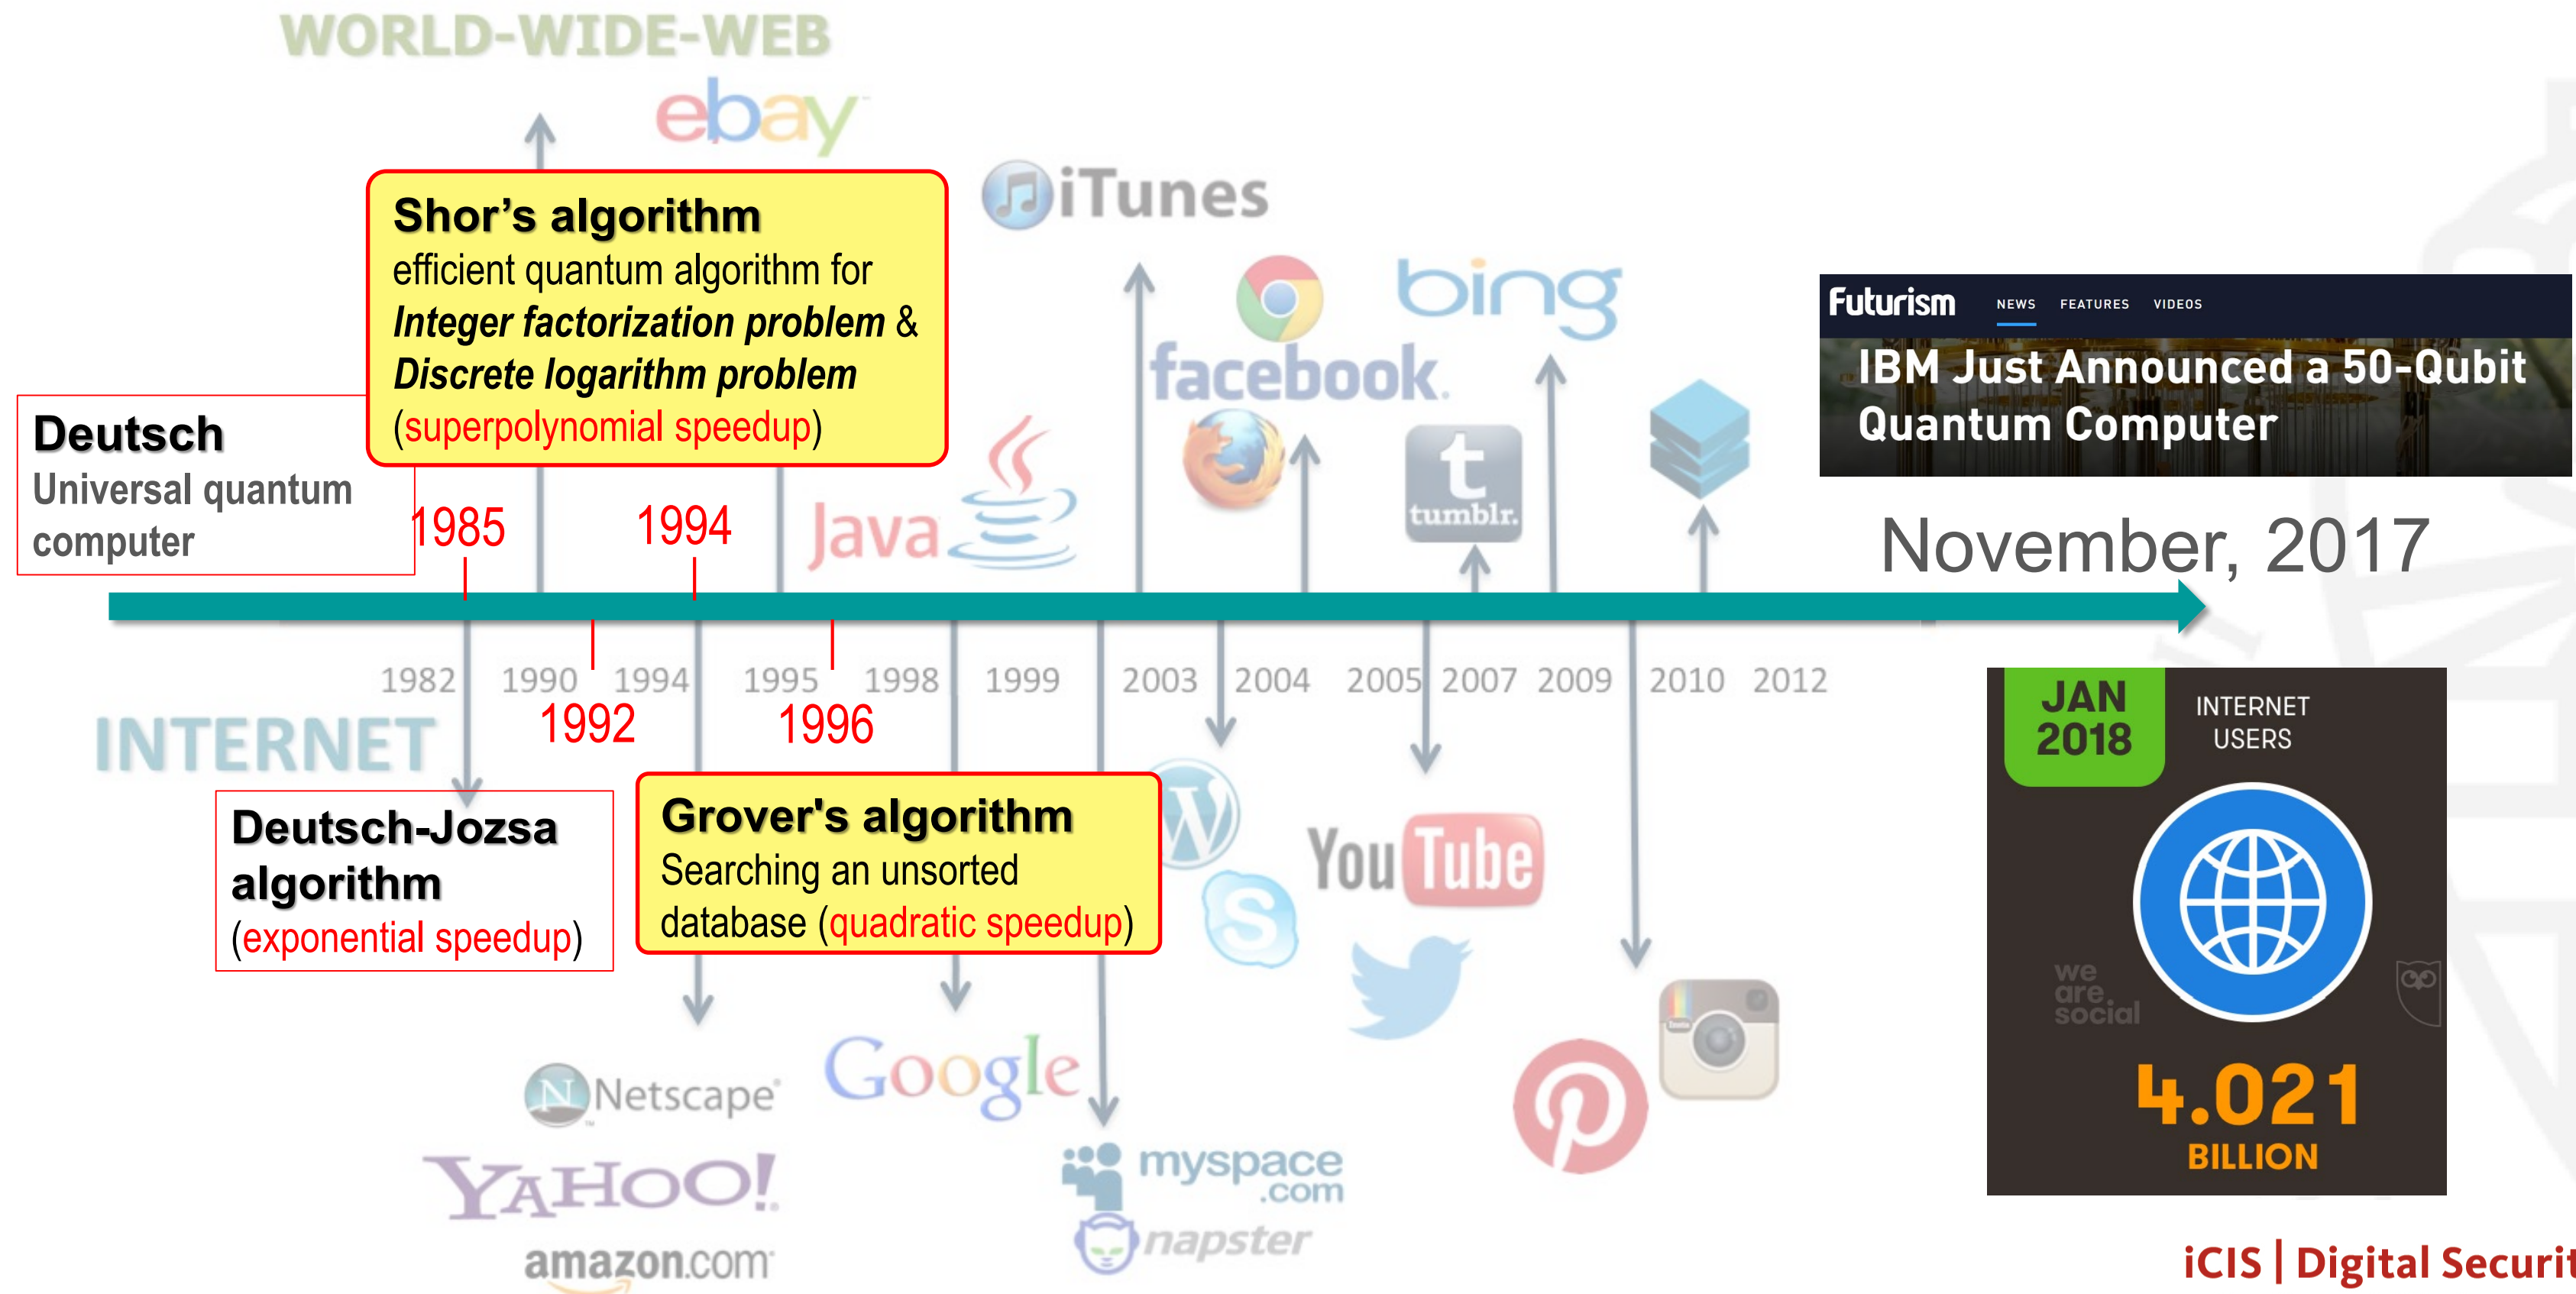 WORLD-WIDE-WEB
ebay
iTunes
Shor's algorithm
efficient quantum algorithm for
Integer factorization problem &
Discrete logarithm problem
(superpolynomial speedup)
bing
facebook.
Futurism NEWS FEATURES VIDEOS
IBM Just Announced a 50-Qubit
Quantum Computer
Deutsch
Universal quantum
computer
1985
1994
Java
t
tumblr.
November, 2017
1982 1990 1994 1995 1998 1999 2003 2004 2005 2007 2009 2010 2012
1992
1996
INTERNET
Deutsch-Jozsa
algorithm
(exponential speedup)
Grover's algorithm
Searching an unsorted
database (quadratic speedup)
W
S
YouTube
JAN
2018
INTERNET
USERS
we
are
social
4.021
BILLION
N Netscape
Google
YAHOO!
myspace
.com
napster
amazon.com
iCIS | Digital Securit